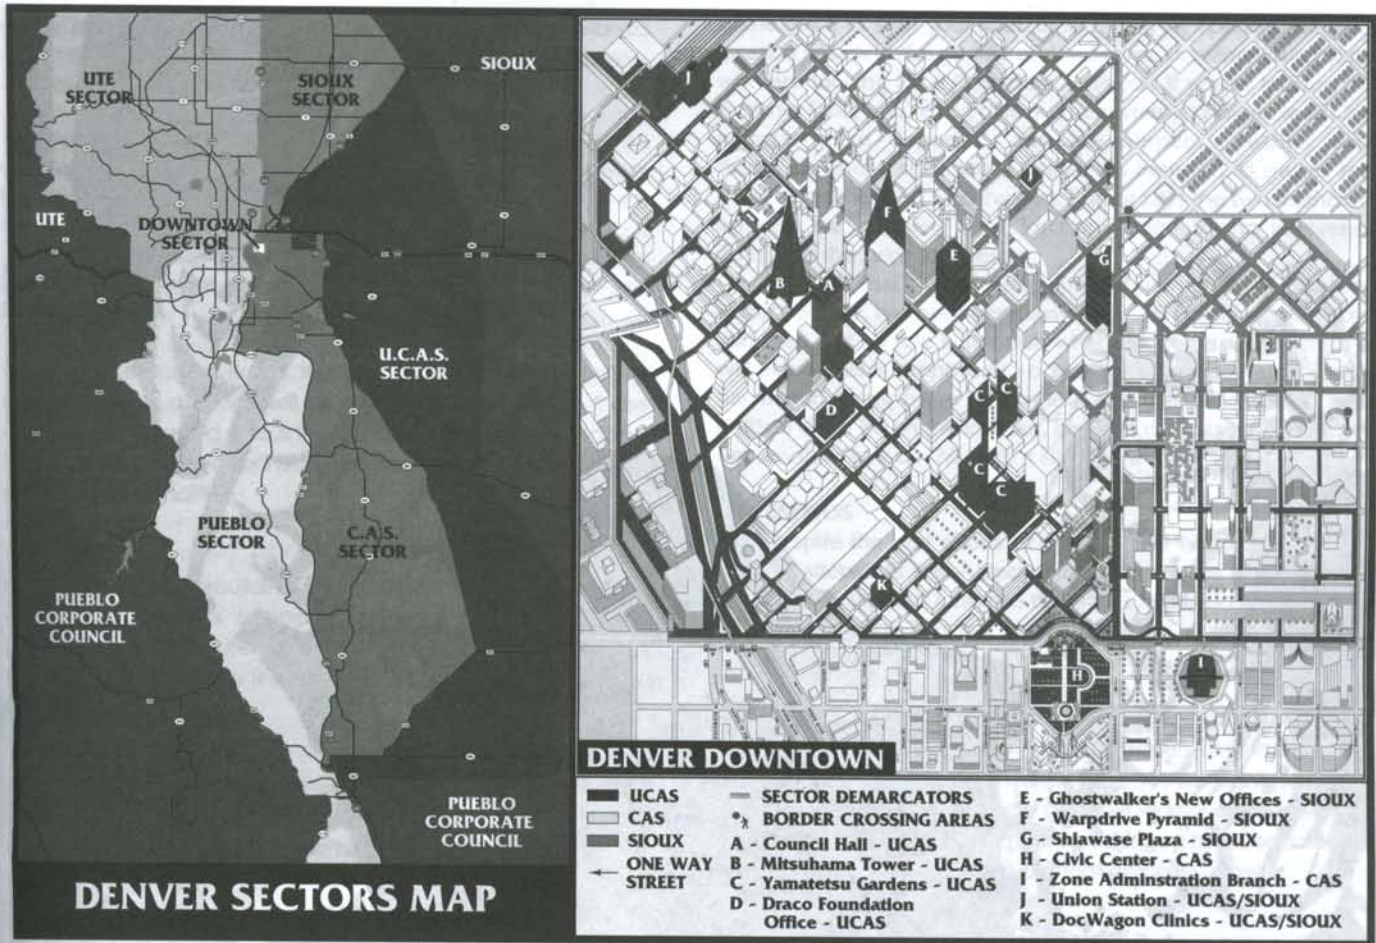 UTE
SECTOR
SIOUX
SECTOR
SIOUX
UTE
DOWNTOWN
SECTOR
U.C.A.S.
SECTOR
PUEBLO
SECTOR
C.A.S.
SECTOR
PUEBLO
CORPORATE
COUNCIL
PUEBLO
CORPORATE
COUNCIL
DENVER SECTORS MAP
J
J
F
E
G
B
A
D
C
C
C
C
K
H
I
DENVER DOWNTOWN
UCAS
CAS
SIOUX
ONE WAY
STREET
SECTOR DEMARCATORS
BORDER CROSSING AREAS
A - Council Hall - UCAS
B - Mitsuhama Tower - UCAS
C - Yamatetsu Gardens - UCAS
D - Draco Foundation
Office - UCAS
E - Ghostwalker's New Offices - SIOUX
F - Warpdrive Pyramid - SIOUX
G - Shiawase Plaza - SIOUX
H - Civic Center - CAS
I - Zone Adminstration Branch - CAS
J - Union Station - UCAS/SIOUX
K - DocWagon Clinics - UCAS/SIOUX